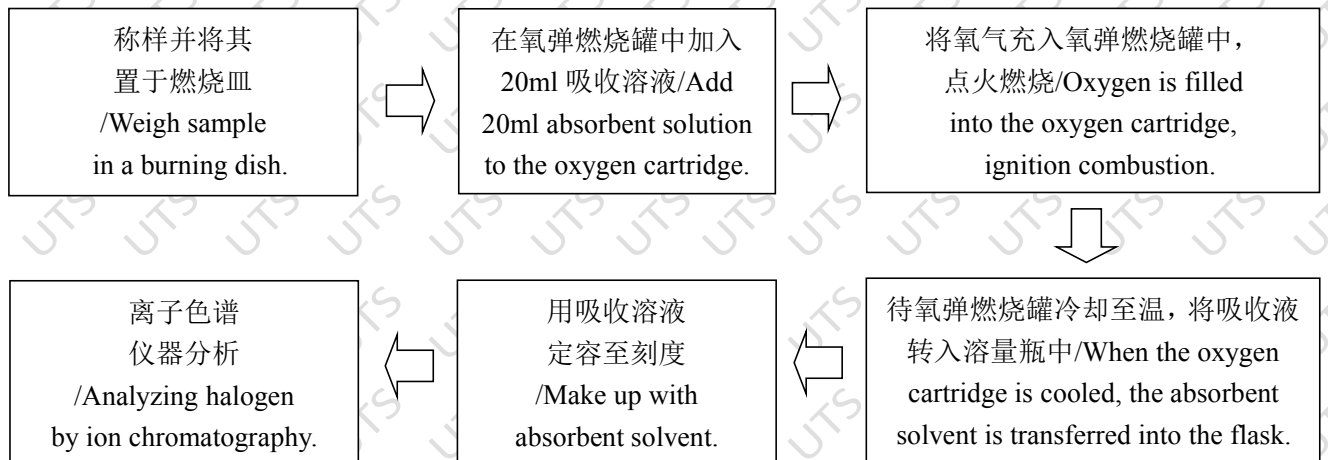 称样并将其
置于燃烧皿
/Weigh sample
in a burning dish.
在氧弹燃烧罐中加入
20ml 吸收溶液/Add
20ml absorbent solution
to the oxygen cartridge.
将氧气充入氧弹燃烧罐中，
点火燃烧/Oxygen is filled
into the oxygen cartridge,
ignition combustion.
待氧弹燃烧罐冷却至温，将吸收液
转入溶量瓶中/When the oxygen
cartridge is cooled, the absorbent
solvent is transferred into the flask.
用吸收溶液
定容至刻度
/Make up with
absorbent solvent.
离子色谱
仪器分析
/Analyzing halogen
by ion chromatography.
UTS